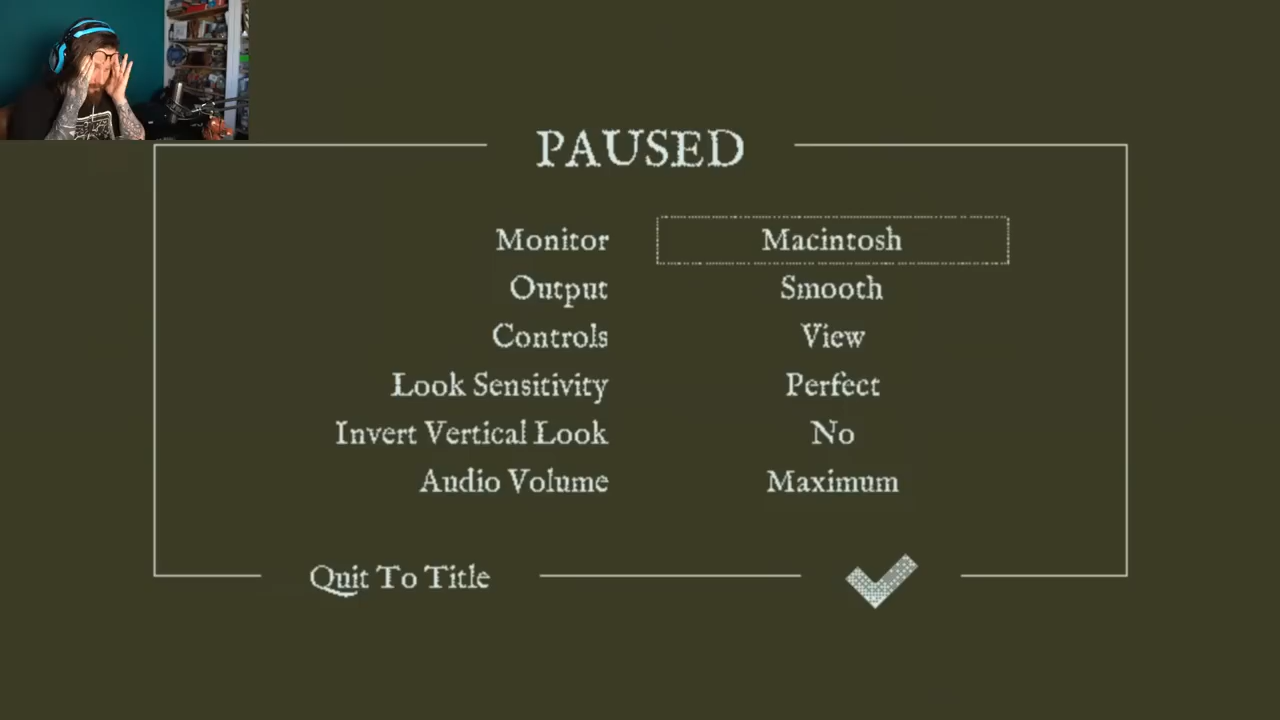 PAUSED
Monitor Macintosh
Output Smooth
Controls View
Look Sensitivity Perfect
Invert Vertical Look No
Audio Volume Maximum
Quit To Title